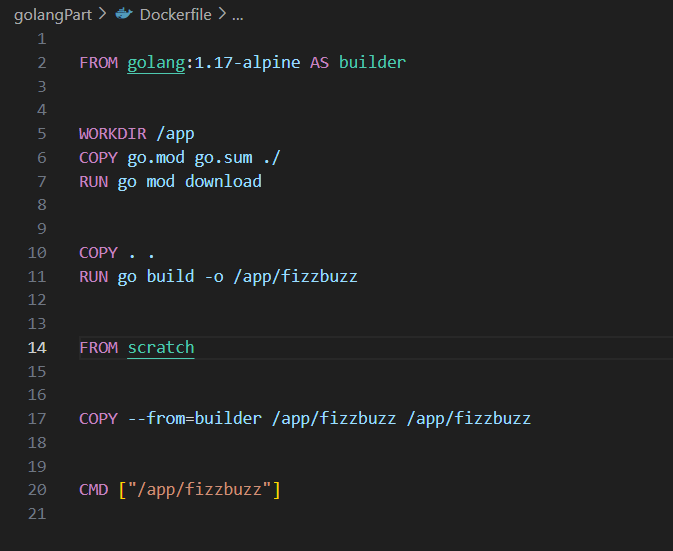 golangPart > Dockerfile > ...
1
2 FROM golang:1.17-alpine AS builder
3
4
5 WORKDIR /app
6 COPY go.mod go.sum ./
7 RUN go mod download
8
9
10 COPY . .
11 RUN go build -o /app/fizzbuzz
12
13
14 FROM scratch
15
16
17 COPY --from=builder /app/fizzbuzz /app/fizzbuzz
18
19
20 CMD ["/app/fizzbuzz"]
21